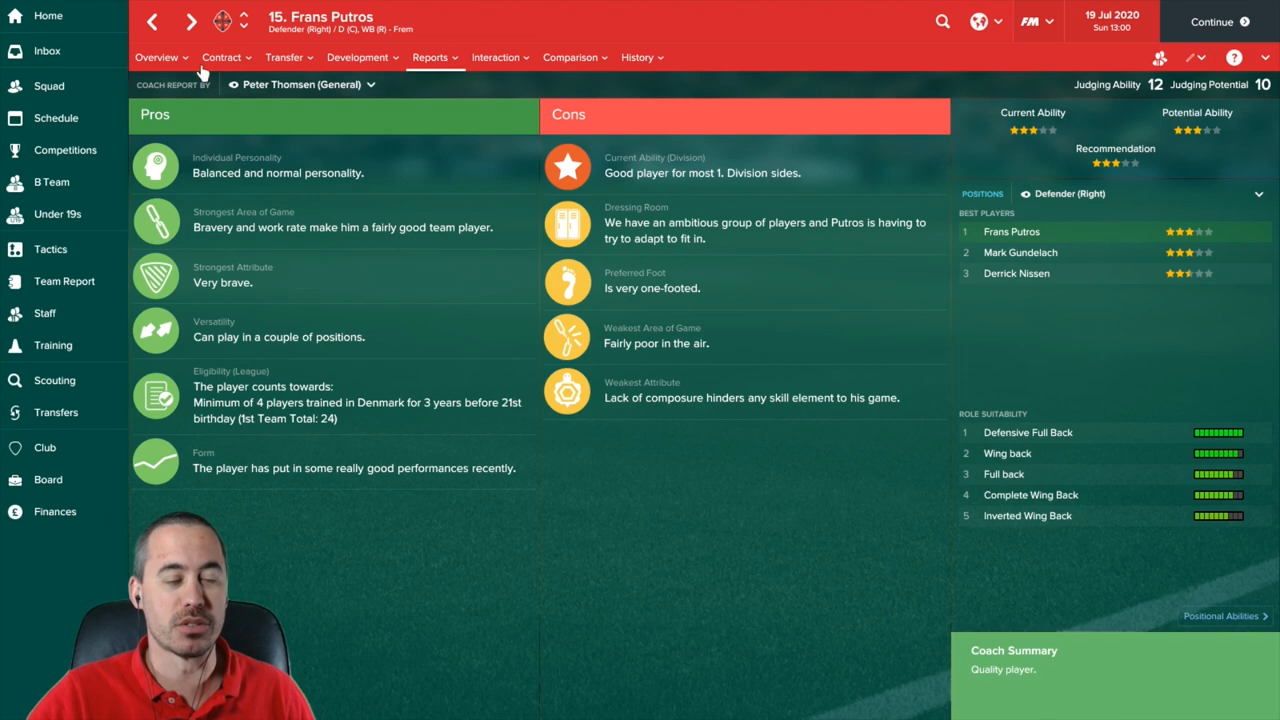 Home
Inbox
Squad
Schedule
Competitions
B Team
Under 19s
Tactics
Team Report
Staff
Training
Scouting
Transfers
Club
Board
Finances
15. Frans Putros
Defender (Right) / D (C), WB (R) - Frem
FM
19 Jul 2020
Sun 13:00
Continue
Overview
Contract
Transfer
Development
Reports
Interaction
Comparison
History
?
COACH REPORT BY
Peter Thomsen (General)
Judging Ability 12 Judging Potential 10
Pros
Individual Personality
Balanced and normal personality.
Strongest Area of Game
Bravery and work rate make him a fairly good team player.
Strongest Attribute
Very brave.
Versatility
Can play in a couple of positions.
Eligibility (League)
The player counts towards:
Minimum of 4 players trained in Denmark for 3 years before 21st
birthday (1st Team Total: 24)
Form
The player has put in some really good performances recently.
Cons
Current Ability (Division)
Good player for most 1. Division sides.
Dressing Room
We have an ambitious group of players and Putros is having to
try to adapt to fit in.
Preferred Foot
Is very one-footed.
Weakest Area of Game
Fairly poor in the air.
Weakest Attribute
Lack of composure hinders any skill element to his game.
Current Ability
Potential Ability
Recommendation
POSITIONS
Defender (Right)
BEST PLAYERS
1 Frans Putros
2 Mark Gundelach
3 Derrick Nissen
ROLE SUITABILITY
1 Defensive Full Back
2 Wing back
3 Full back
4 Complete Wing Back
5 Inverted Wing Back
Positional Abilities
Coach Summary
Quality player.